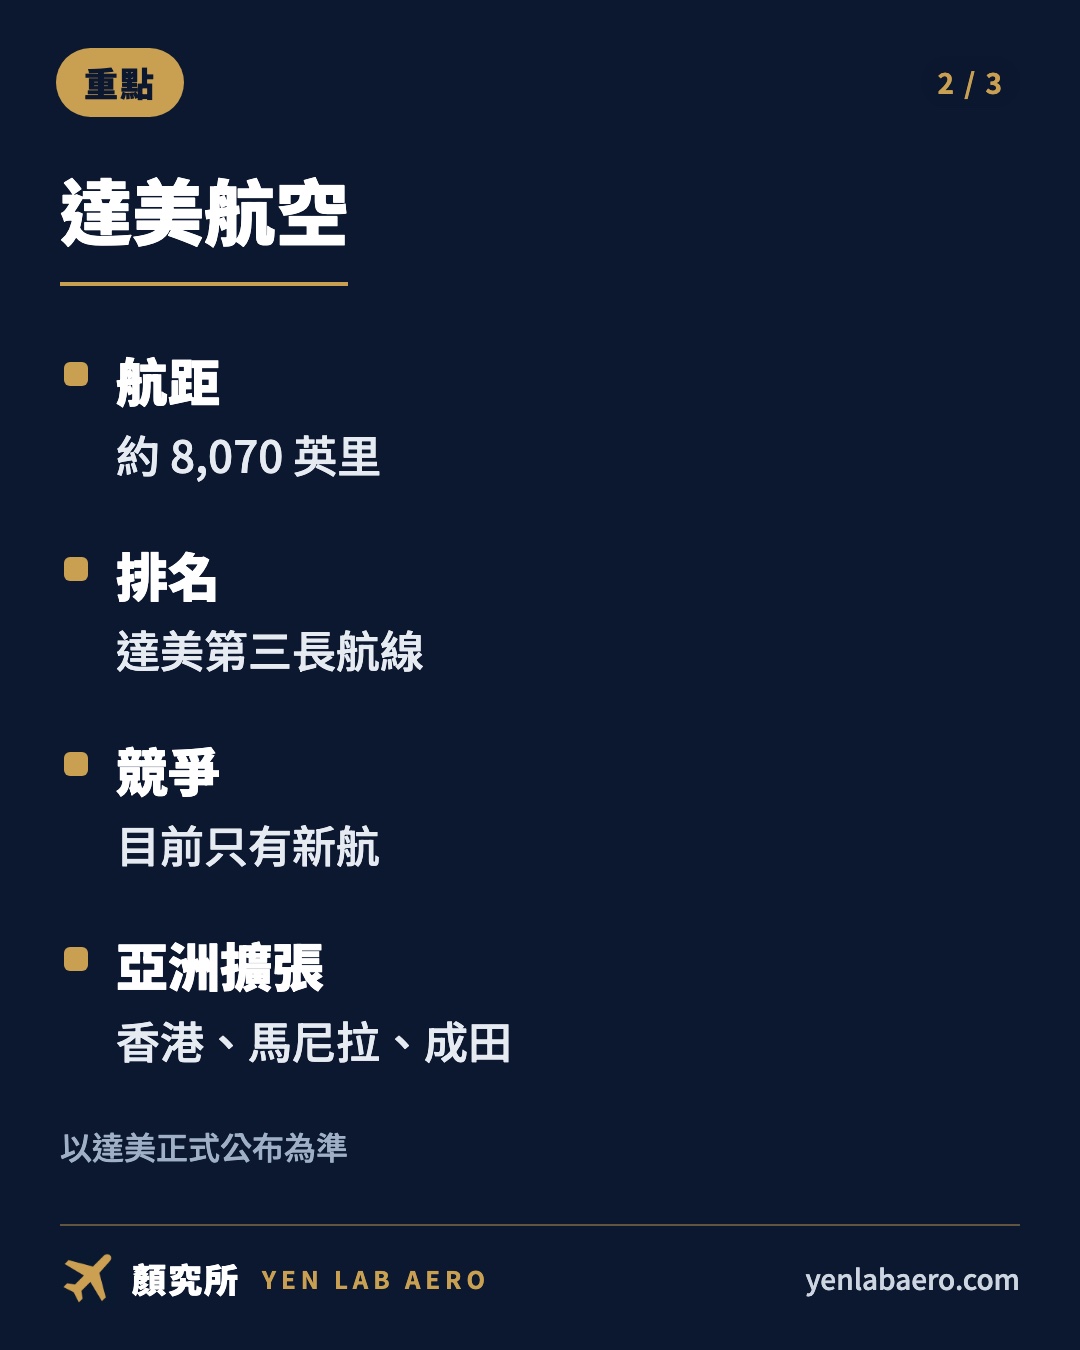 重點
2 / 3
達美航空
航距
約 8,070 英里
排名
達美第三長航線
競爭
目前只有新航
亞洲擴張
香港、馬尼拉、成田
以達美正式公布為準
顏究所 YEN LAB AERO
yenlabaero.com